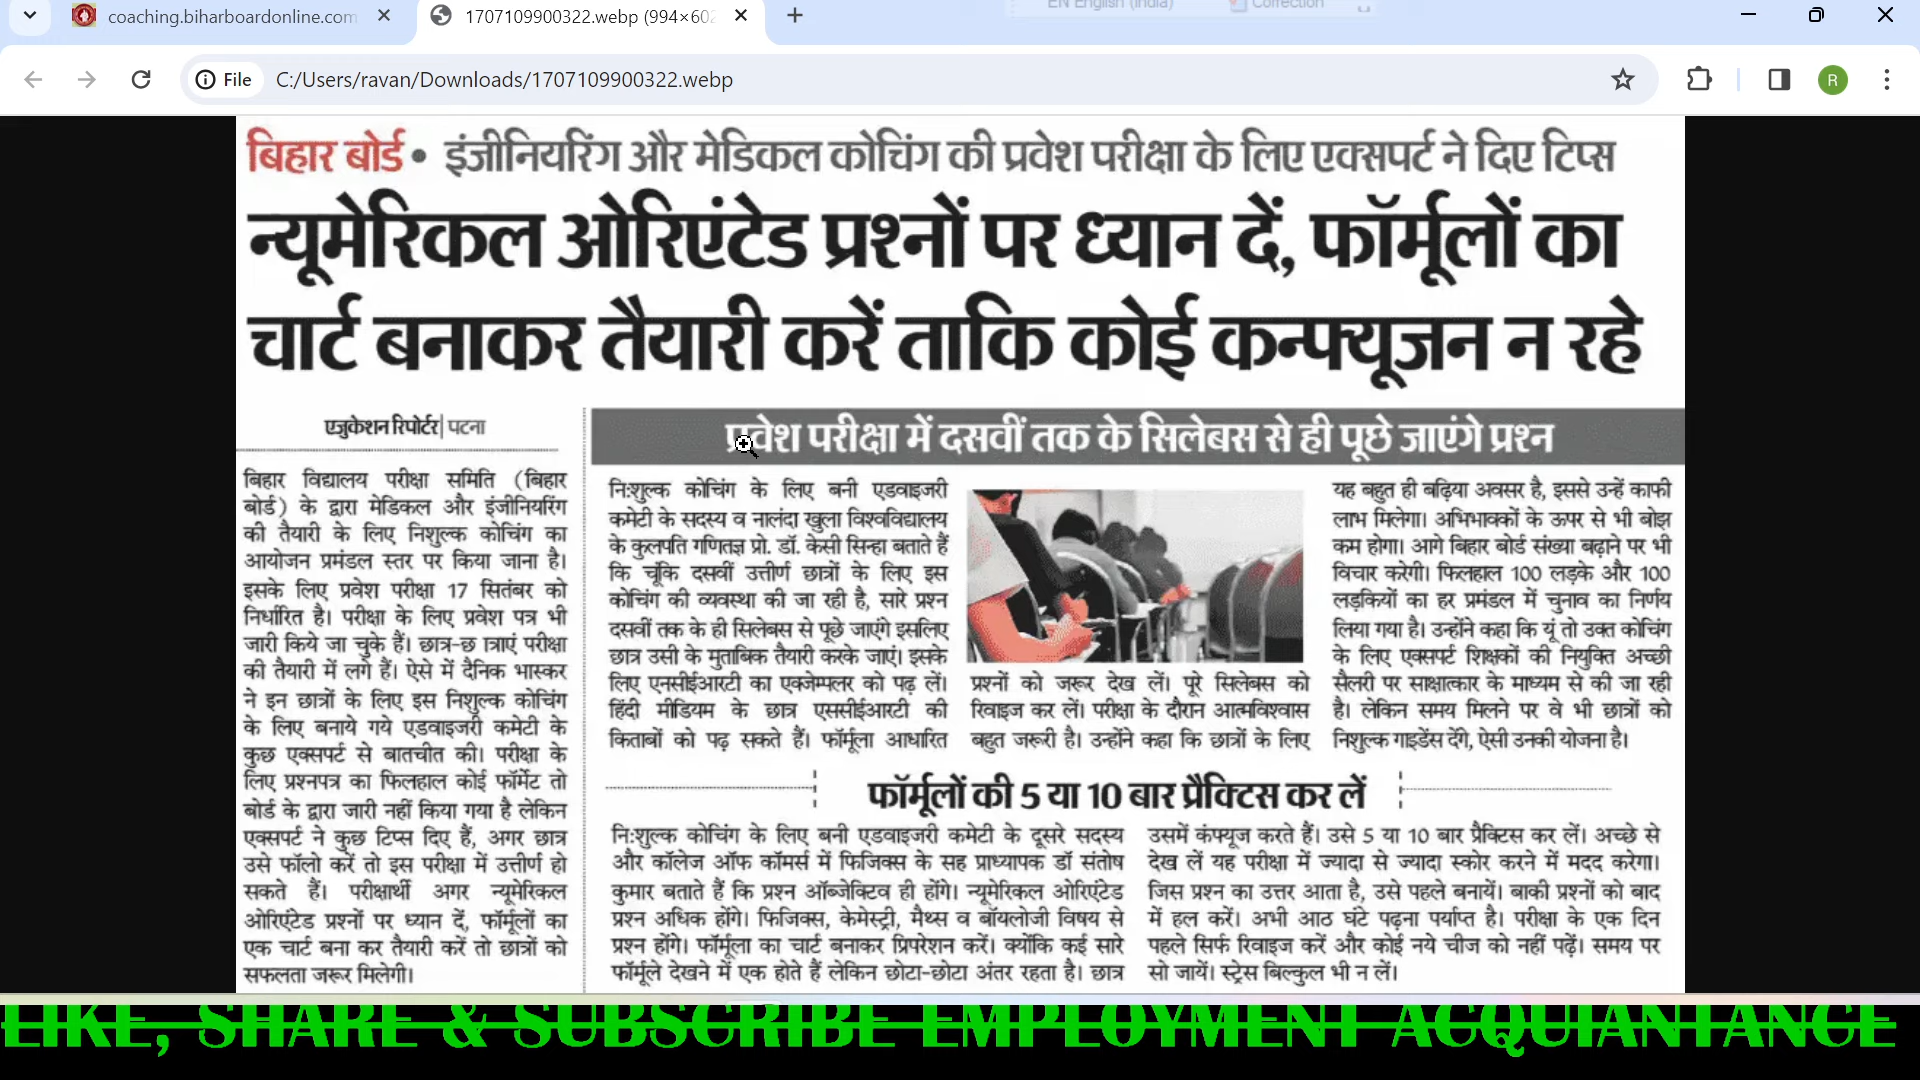 coaching.biharboardonline.com
1707109900322.webp (994×602
EN English (India)
Correction
File
C:/Users/ravan/Downloads/1707109900322.webp
R
बिहार बोर्ड • इंजीनियरिंग और मेडिकल कोचिंग की प्रवेश परीक्षा के लिए एक्सपर्ट ने दिए टिप्स
न्यूमेरिकल ओरिएंटेड प्रश्नों पर ध्यान दें, फॉर्मूलों का
चार्ट बनाकर तैयारी करें ताकि कोई कन्फ्यूजन न रहे
एजुकेशन रिपोर्टर| पटना
बिहार विद्यालय परीक्षा समिति (बिहार
बोर्ड) के द्वारा मेडिकल और इंजीनियरिंग
की तैयारी के लिए निशुल्क कोचिंग का
आयोजन प्रमंडल स्तर पर किया जाना है।
इसके लिए प्रवेश परीक्षा 17 सितंबर को
निर्धारित है। परीक्षा के लिए प्रवेश पत्र भी
जारी किये जा चुके हैं। छात्र-छ ात्राएं परीक्षा
की तैयारी में लगे हैं। ऐसे में दैनिक भास्कर
ने इन छात्रों के लिए इस निशुल्क कोचिंग
के लिए बनाये गये एडवाइजरी कमेटी के
कुछ एक्सपर्ट से बातचीत की। परीक्षा के
लिए प्रश्नपत्र का फिलहाल कोई फॉर्मेट तो
बोर्ड के द्वारा जारी नहीं किया गया है लेकिन
एक्सपर्ट ने कुछ टिप्स दिए हैं, अगर छात्र
उसे फॉलो करें तो इस परीक्षा में उत्तीर्ण हो
सकते हैं। परीक्षार्थी अगर न्यूमेरिकल
ओरिएंटेड प्रश्नों पर ध्यान दें, फॉर्मूलों का
एक चार्ट बना कर तैयारी करें तो छात्रों को
सफलता जरूर मिलेगी।
प्रवेश परीक्षा में दसवीं तक के सिलेबस से ही पूछे जाएंगे प्रश्न
नि:शुल्क कोचिंग के लिए बनी एडवाइजरी
कमेटी के सदस्य व नालंदा खुला विश्वविद्यालय
के कुलपति गणितज्ञ प्रो. डॉ. केसी सिन्हा बताते हैं
कि चूंकि दसवीं उत्तीर्ण छात्रों के लिए इस
कोचिंग की व्यवस्था की जा रही है, सारे प्रश्न
दसवीं तक के ही सिलेबस से पूछे जाएंगे इसलिए
छात्र उसी के मुताबिक तैयारी करके जाएं। इसके
लिए एनसीईआरटी का एक्जेम्पलर को पढ़ लें।
हिंदी मीडियम के छात्र एससीईआरटी की
किताबों को पढ़ सकते हैं। फॉर्मूला आधारित
प्रश्नों को जरूर देख लें। पूरे सिलेबस को
रिवाइज कर लें। परीक्षा के दौरान आत्मविश्वास
बहुत जरूरी है। उन्होंने कहा कि छात्रों के लिए
यह बहुत ही बढ़िया अवसर है, इससे उन्हें काफी
लाभ मिलेगा। अभिभावकों के ऊपर से भी बोझ
कम होगा। आगे बिहार बोर्ड संख्या बढ़ाने पर भी
विचार करेगी। फिलहाल 100 लड़के और 100
लड़कियों का हर प्रमंडल में चुनाव का निर्णय
लिया गया है। उन्होंने कहा कि यूं तो उक्त कोचिंग
के लिए एक्सपर्ट शिक्षकों की नियुक्ति अच्छी
सैलरी पर साक्षात्कार के माध्यम से की जा रही
है। लेकिन समय मिलने पर वे भी छात्रों को
निशुल्क गाइडेंस देंगे, ऐसी उनकी योजना है।
फॉर्मूलों की 5 या 10 बार प्रैक्टिस कर लें
नि:शुल्क कोचिंग के लिए बनी एडवाइजरी कमेटी के दूसरे सदस्य
और कॉलेज ऑफ कॉमर्स में फिजिक्स के सह प्राध्यापक डॉ संतोष
कुमार बताते हैं कि प्रश्न ऑब्जेक्टिव ही होंगे। न्यूमेरिकल ओरिएंटेड
प्रश्न अधिक होंगे। फिजिक्स, केमेस्ट्री, मैथ्स व बॉयलोजी विषय से
प्रश्न होंगे। फॉर्मूला का चार्ट बनाकर प्रिपरेशन करें। क्योंकि कई सारे
फॉर्मूले देखने में एक होते हैं लेकिन छोटा-छोटा अंतर रहता है। छात्र
उसमें कंफ्यूज करते हैं। उसे 5 या 10 बार प्रैक्टिस कर लें। अच्छे से
देख लें यह परीक्षा में ज्यादा से ज्यादा स्कोर करने में मदद करेगा।
जिस प्रश्न का उत्तर आता है, उसे पहले बनायें। बाकी प्रश्नों को बाद
में हल करें। अभी आठ घंटे पढ़ना पर्याप्त है। परीक्षा के एक दिन
पहले सिर्फ रिवाइज करें और कोई नये चीज को नहीं पढ़ें। समय पर
सो जायें। स्ट्रेस बिल्कुल भी न लें।
LIKE, SHARE & SUBSCRIBE EMPLOYMENT ACQUIANTANCE